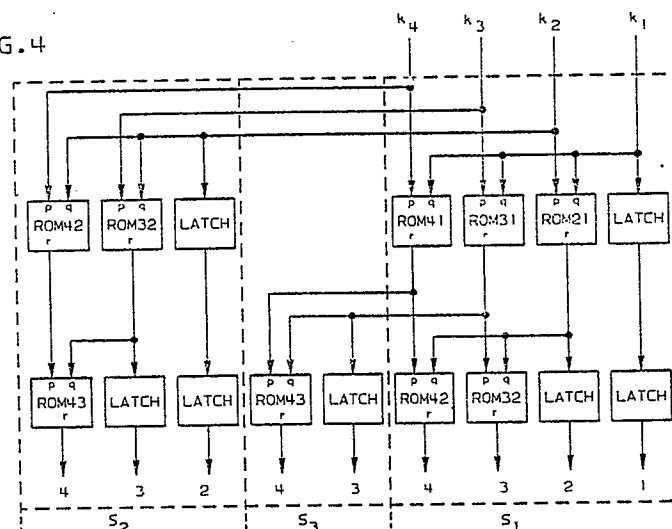 G.4
k4 k3 k2 k1
p q p q p q p q p q
ROM42 ROM32 LATCH ROM41 ROM31 ROM21 LATCH
r r r r r
p q p q p q p q
ROM43 LATCH LATCH ROM43 LATCH ROM42 ROM32 LATCH LATCH
r r r r
4 3 2 4 3 4 3 2 1
S2 S3 S1